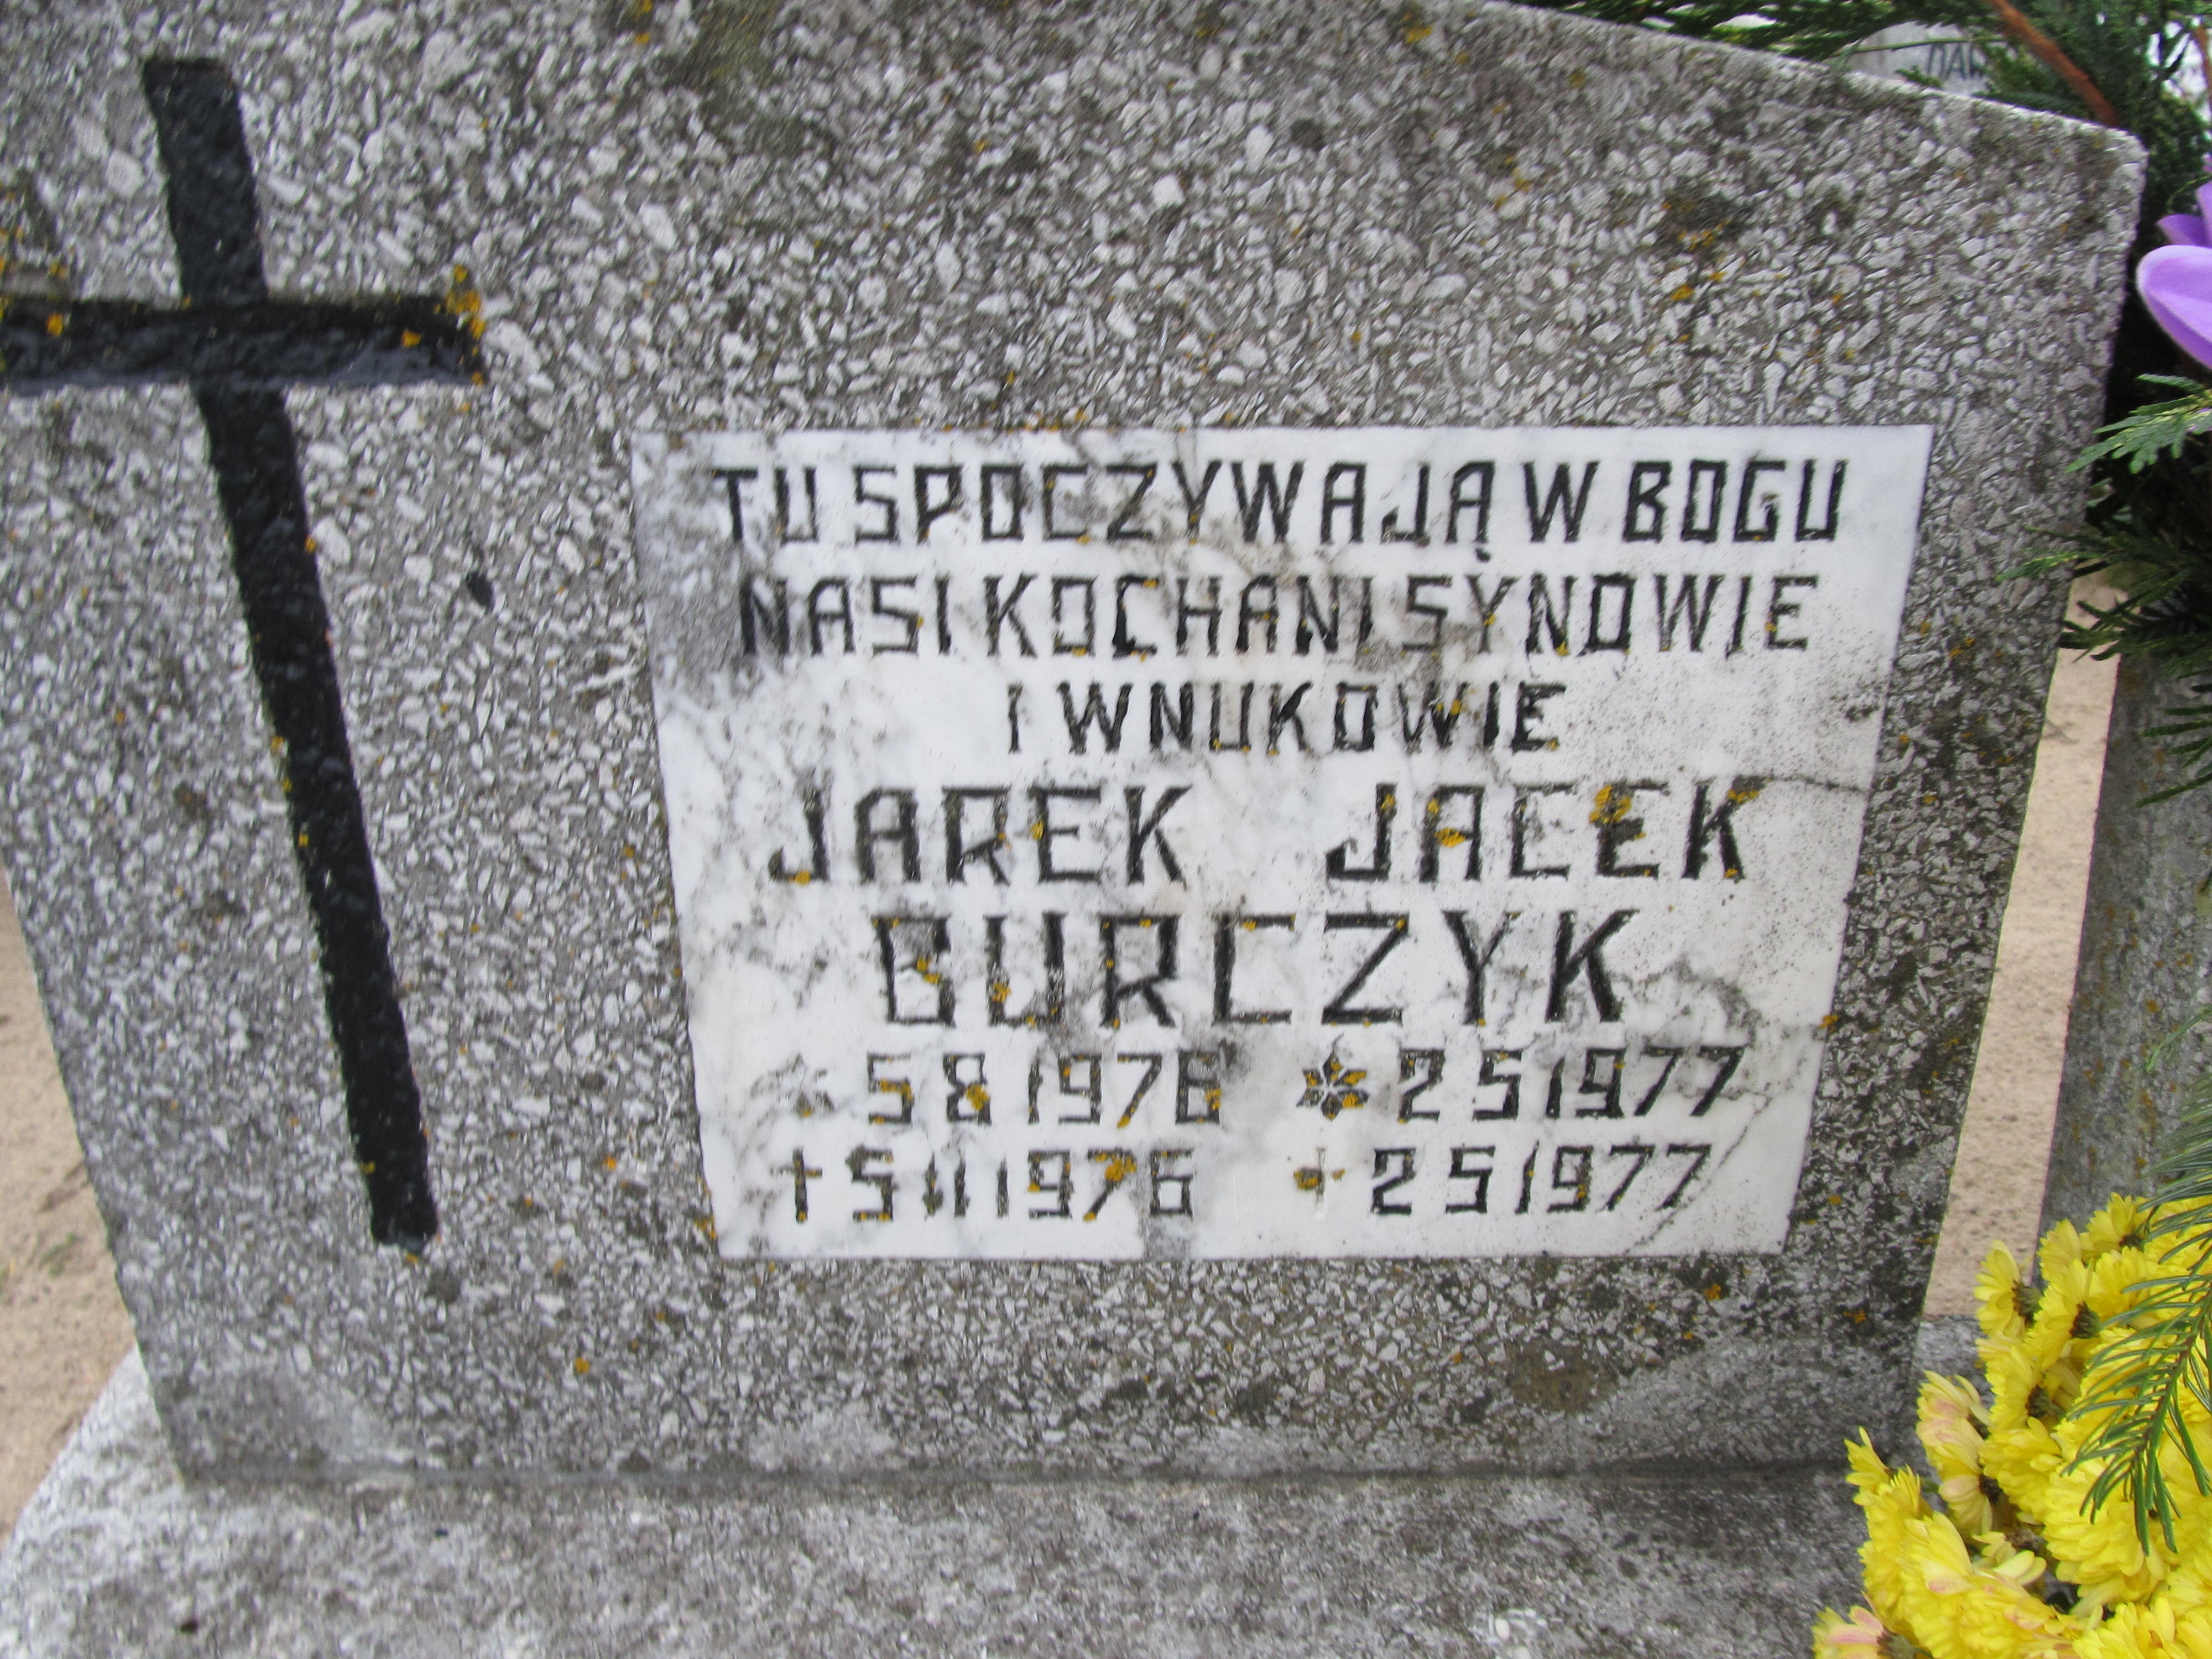 TU SPOCZYWAJĄ W BOGU
NASI KOCHANI SYNOWIE
I WNUKOWIE
JAREK JACEK
BURCZYK
* 5 8 1976 * 2 5 1977
† 5 11 1976 † 2 5 1977